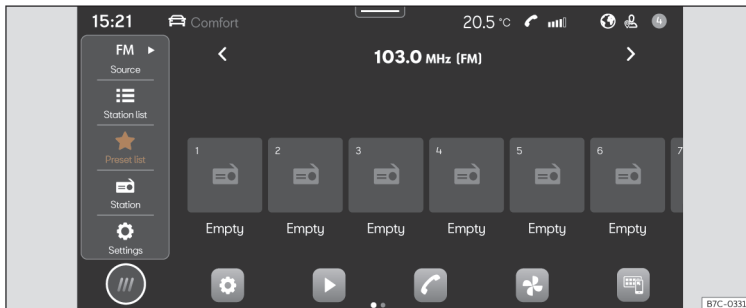 15:21 Comfort 20.5 °C 4
FM
Source
103.0 MHz (FM)
Station list
Preset list
1 2 3 4 5 6 7
Station
Empty Empty Empty Empty Empty Empty
Settings
B7C-0331